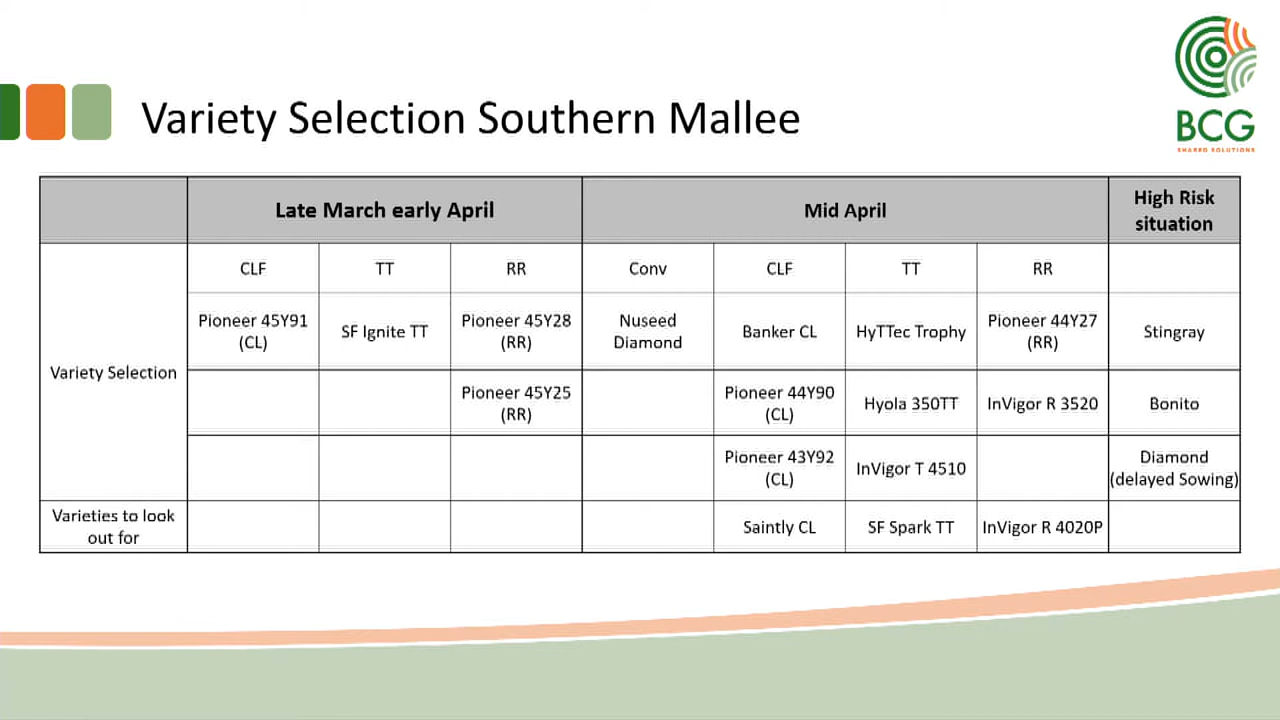 BCG
SHARED SOLUTIONS
Variety Selection Southern Mallee
Late March early April
Mid April
High Risk
situation
CLF
TT
RR
Conv
CLF
TT
RR
Variety Selection
Pioneer 45Y91
(CL)
SF Ignite TT
Pioneer 45Y28
(RR)
Nuseed
Diamond
Banker CL
HyTTec Trophy
Pioneer 44Y27
(RR)
Stingray
Pioneer 45Y25
(RR)
Pioneer 44Y90
(CL)
Hyola 350TT
InVigor R 3520
Bonito
Pioneer 43Y92
(CL)
InVigor T 4510
Diamond
(delayed Sowing)
Varieties to look
out for
Saintly CL
SF Spark TT
InVigor R 4020P